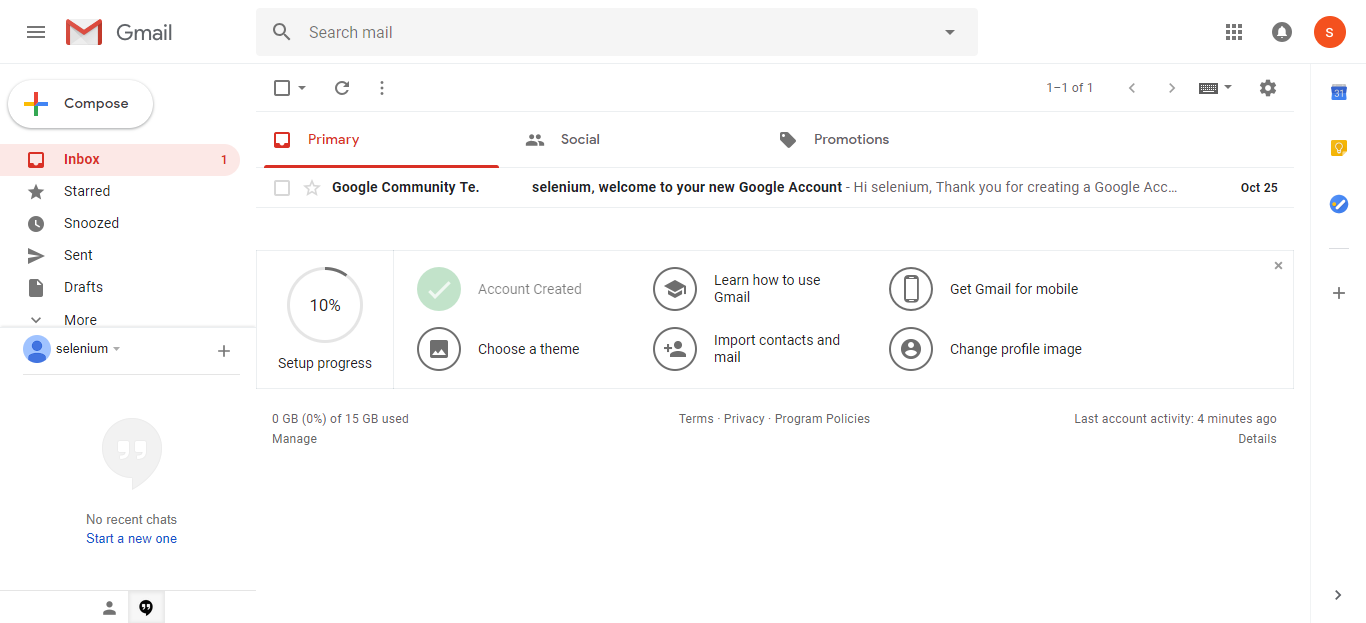 Gmail
Search mail
S
Compose
1–1 of 1
31
Primary
Social
Promotions
Inbox 1
Google Community Te. selenium, welcome to your new Google Account - Hi selenium, Thank you for creating a Google Acc... Oct 25
Starred
Snoozed
Sent
Drafts
More
10%
Setup progress
Account Created
Learn how to use
Gmail
Get Gmail for mobile
Choose a theme
Import contacts and
mail
Change profile image
selenium
0 GB (0%) of 15 GB used
Manage
Terms · Privacy · Program Policies
Last account activity: 4 minutes ago
Details
No recent chats
Start a new one